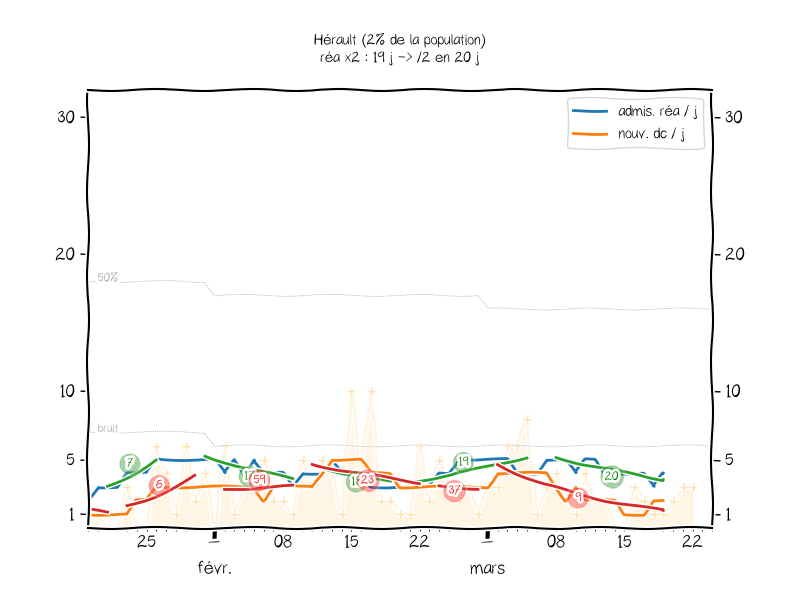 Hérault (2% de la population)
réa x2 : 19 j -> /2 en 20 j
admis. réa / j
nouv. dc / j
30 30
20 20
50%
10 10
bruit
5 5
7 6 59 23 19 37 9 20
1 1
25 08 15 22 08 15 22
févr. mars